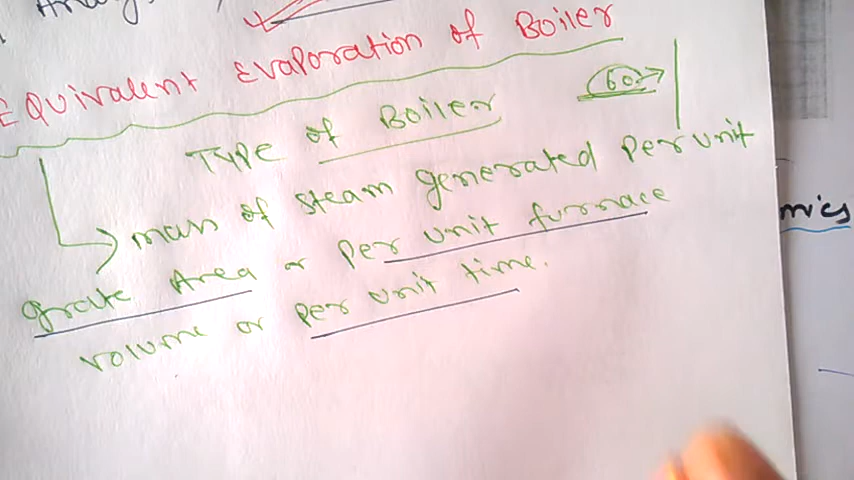 Equivalent Evaporation of Boiler
Type of Boiler
60
mass of steam generated per unit
grate Area or per unit furnace
volume or per unit time.
mics